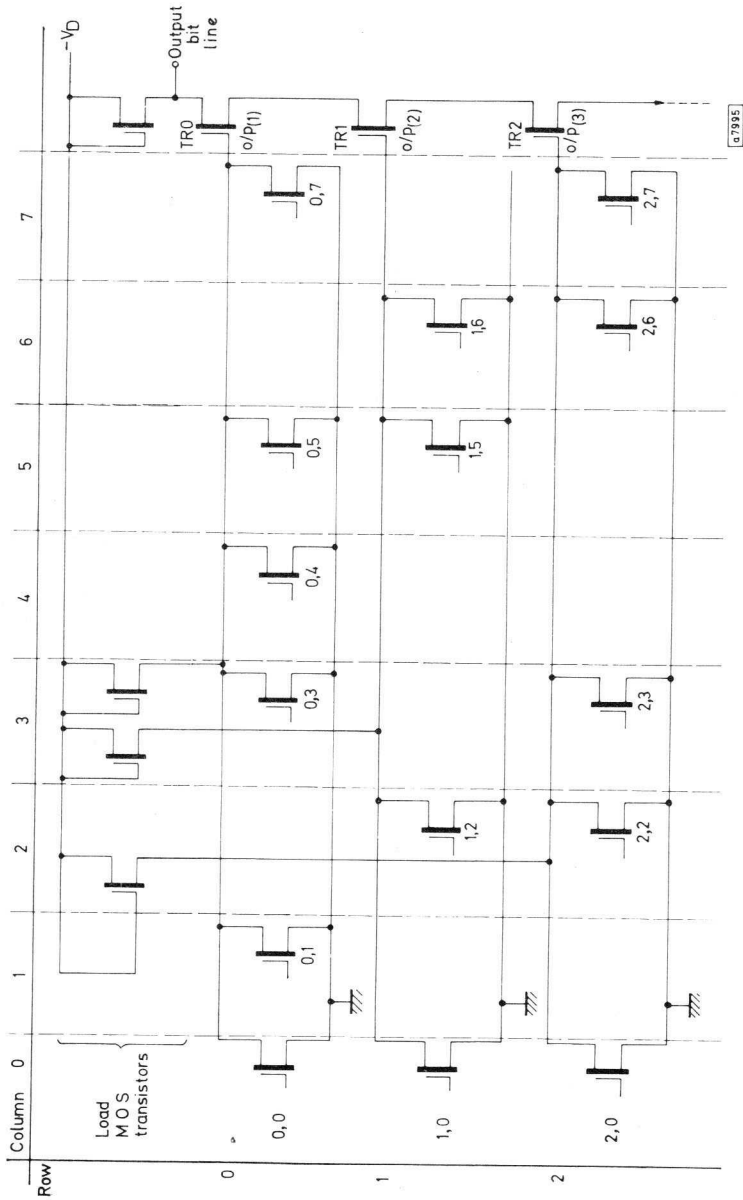 Row
Column 0 1 2 3 4 5 6 7
Load
MOS
transistors
-VD
Output
bit
line
TR0
o/P(1)
0
0,0
0,1
0,3
0,4
0,5
0,7
TR1
o/P(2)
1
1,0
1,2
1,5
1,6
TR2
o/P(3)
2
2,0
2,2
2,3
2,6
2,7
a7995